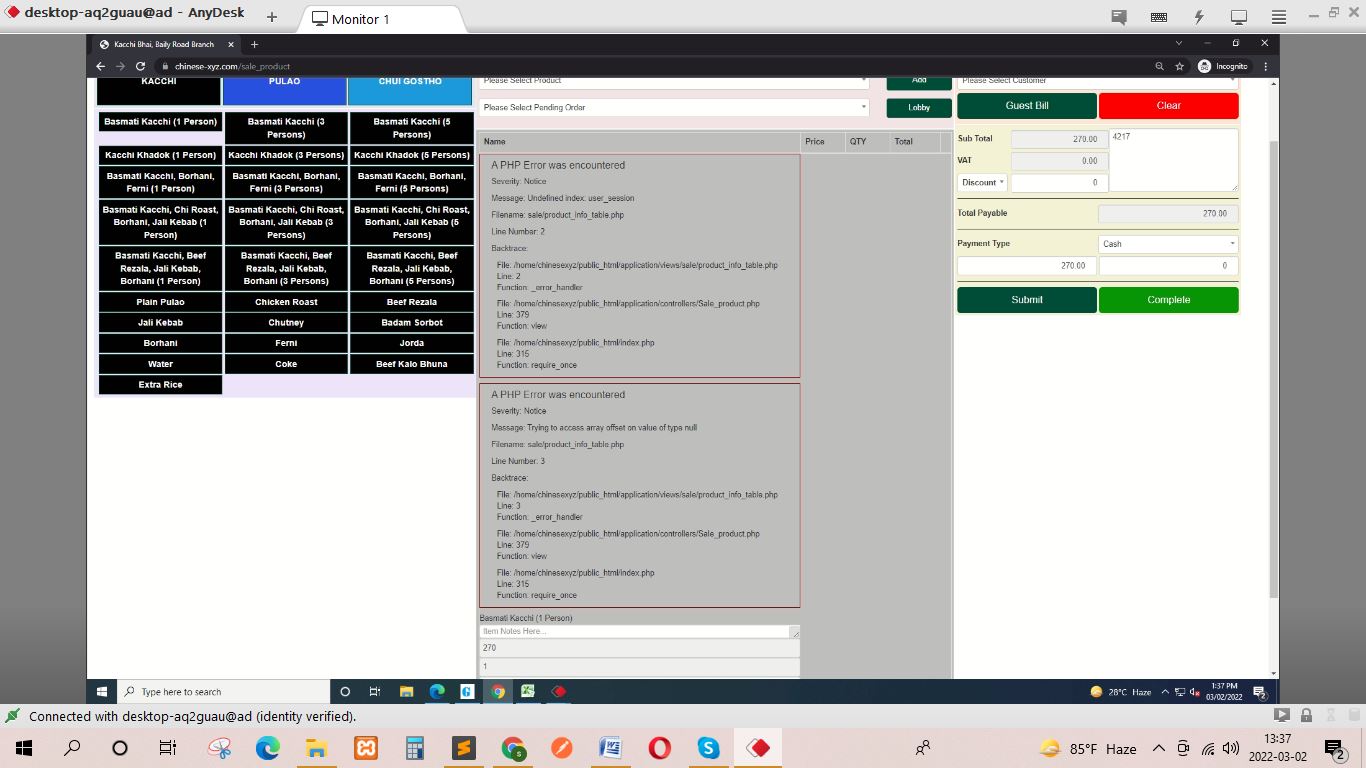 desktop-aq2guau@ad - AnyDesk
Monitor 1
Kacchi Bhai, Baily Road Branch
chinese-xyz.com/sale_product
Incognito
KACCHI
PULAO
CHUI GOSTHO
Basmati Kacchi (1 Person)
Basmati Kacchi (3 Persons)
Basmati Kacchi (5 Persons)
Kacchi Khadok (1 Person)
Kacchi Khadok (3 Persons)
Kacchi Khadok (5 Persons)
Basmati Kacchi, Borhani,
Ferni (1 Person)
Basmati Kacchi, Borhani,
Ferni (3 Persons)
Basmati Kacchi, Borhani,
Ferni (5 Persons)
Basmati Kacchi, Chi Roast,
Borhani, Jali Kebab (1
Person)
Basmati Kacchi, Chi Roast,
Borhani, Jali Kebab (3
Persons)
Basmati Kacchi, Chi Roast,
Borhani, Jali Kebab (5
Persons)
Basmati Kacchi, Beef
Rezala, Jali Kebab,
Borhani (1 Person)
Basmati Kacchi, Beef
Rezala, Jali Kebab,
Borhani (3 Persons)
Basmati Kacchi, Beef
Rezala, Jali Kebab,
Borhani (5 Persons)
Plain Pulao
Chicken Roast
Beef Rezala
Jali Kebab
Chutney
Badam Sorbot
Borhani
Ferni
Jorda
Water
Coke
Beef Kalo Bhuna
Extra Rice
Please Select Product
Add
Please Select Pending Order
Lobby
Name
Price
QTY
Total
A PHP Error was encountered
Severity: Notice
Message: Undefined index: user_session
Filename: sale/product_info_table.php
Line Number: 2
Backtrace:
File: /home/chinesexyz/public_html/application/views/sale/product_info_table.php
Line: 2
Function: _error_handler
File: /home/chinesexyz/public_html/application/controllers/Sale_product.php
Line: 379
Function: view
File: /home/chinesexyz/public_html/index.php
Line: 315
Function: require_once
A PHP Error was encountered
Severity: Notice
Message: Trying to access array offset on value of type null
Filename: sale/product_info_table.php
Line Number: 3
Backtrace:
File: /home/chinesexyz/public_html/application/views/sale/product_info_table.php
Line: 3
Function: _error_handler
File: /home/chinesexyz/public_html/application/controllers/Sale_product.php
Line: 379
Function: view
File: /home/chinesexyz/public_html/index.php
Line: 315
Function: require_once
Basmati Kacchi (1 Person)
Item Notes Here...
270
1
Please Select Customer
Guest Bill
Clear
Sub Total
270.00
4217
VAT
0.00
Discount
0
Total Payable
270.00
Payment Type
Cash
270.00
0
Submit
Complete
Type here to search
28°C Haze
1:37 PM
03/02/2022
2
Connected with desktop-aq2guau@ad (identity verified).
85°F Haze
13:37
2022-03-02
2